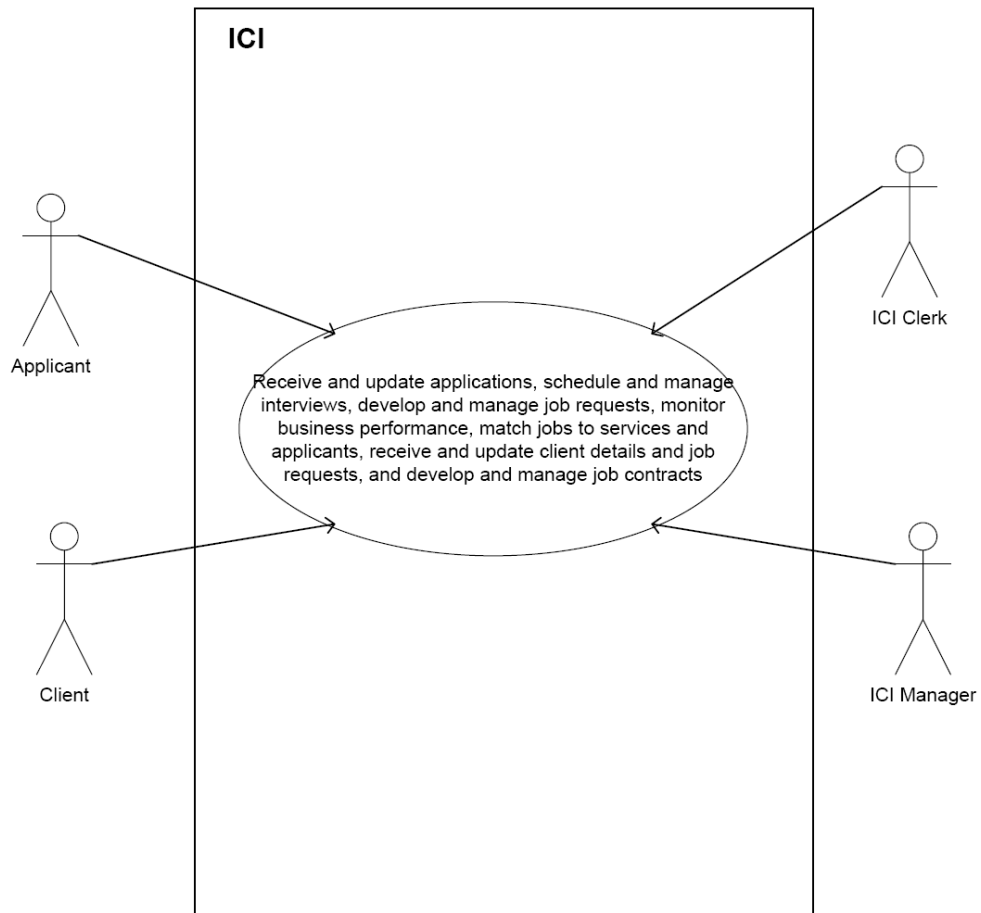 ICI
ICI Clerk
Applicant
Receive and update applications, schedule and manage
interviews, develop and manage job requests, monitor
business performance, match jobs to services and
applicants, receive and update client details and job
requests, and develop and manage job contracts
Client
ICI Manager